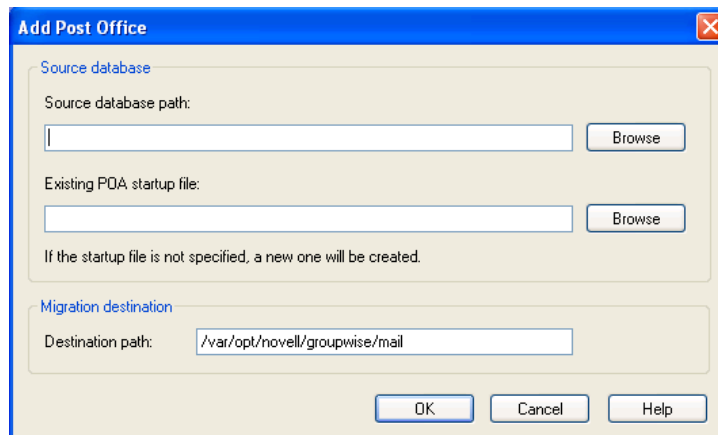 Add Post Office
Source database
Source database path:
Browse
Existing POA startup file:
Browse
If the startup file is not specified, a new one will be created.
Migration destination
Destination path: /var/opt/novell/groupwise/mail
OK Cancel Help